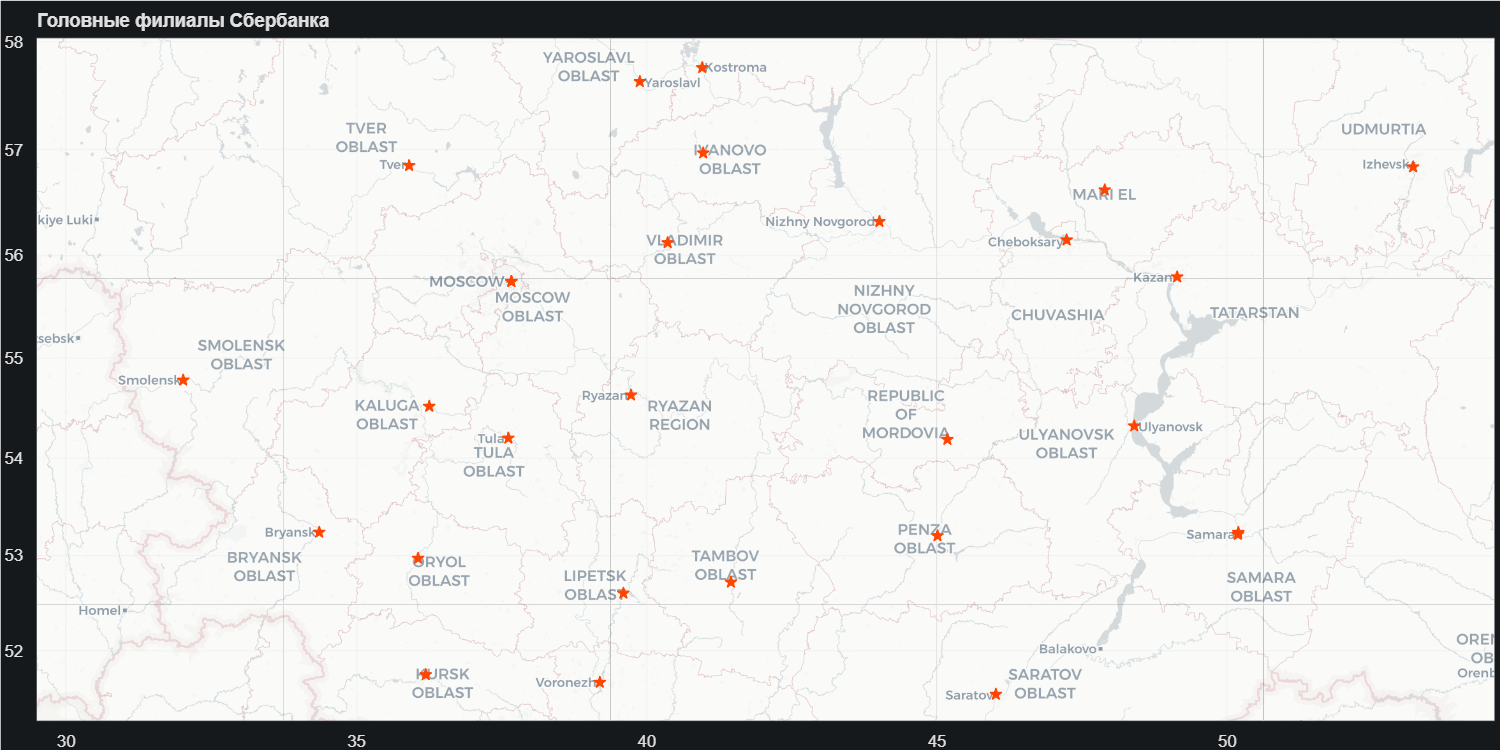 Головные филиалы Сбербанка
58
YAROSLAVL
OBLAST
Kostroma
Yaroslavl
57
TVER
OBLAST
Tver
IVANOVO
OBLAST
UDMURTIA
Izhevsk
MARI EL
kiye Luki
Nizhny Novgorod
56
VLADIMIR
OBLAST
Cheboksary
MOSCOW
MOSCOW
OBLAST
Kazan
NIZHNY
NOVGOROD
OBLAST
CHUVASHIA
TATARSTAN
sebsk
55
SMOLENSK
OBLAST
Smolensk
KALUGA
OBLAST
Ryazan
RYAZAN
REGION
REPUBLIC
OF
MORDOVIA
Ulyanovsk
Tula
TULA
OBLAST
ULYANOVSK
OBLAST
54
Bryansk
PENZA
OBLAST
Samara
53
BRYANSK
OBLAST
ORYOL
OBLAST
LIPETSK
OBLAST
TAMBOV
OBLAST
SAMARA
OBLAST
Homel
52
Balakovo
OREN
OB
Orenb
KURSK
OBLAST
Voronezh
Saratov
SARATOV
OBLAST
30
35
40
45
50